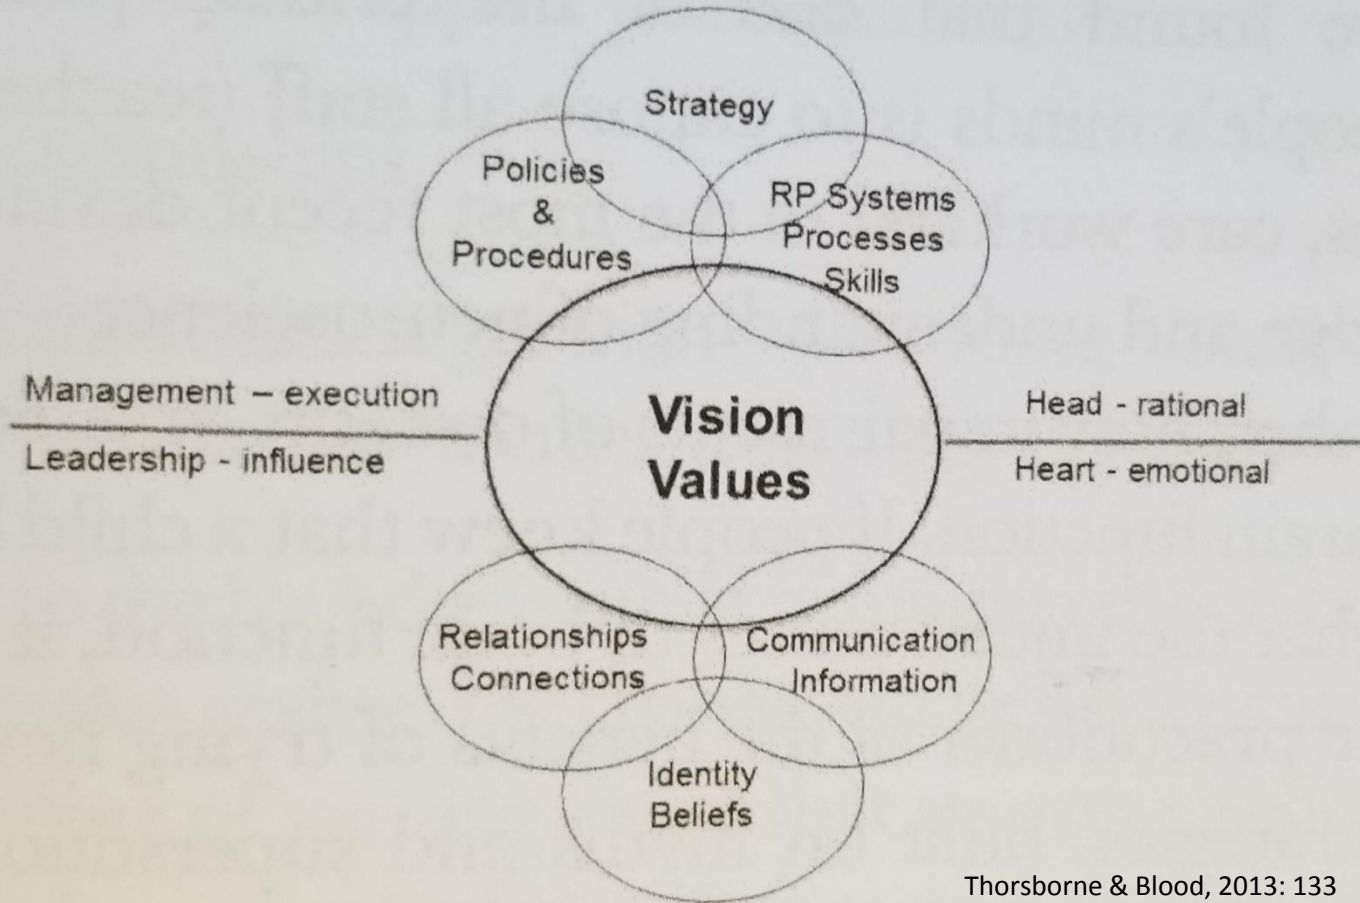 Strategy
Policies
&
Procedures
RP Systems
Processes
Skills
Management – execution
Leadership - influence
Vision
Values
Head - rational
Heart - emotional
Relationships
Connections
Communication
Information
Identity
Beliefs
Thorsborne & Blood, 2013: 133